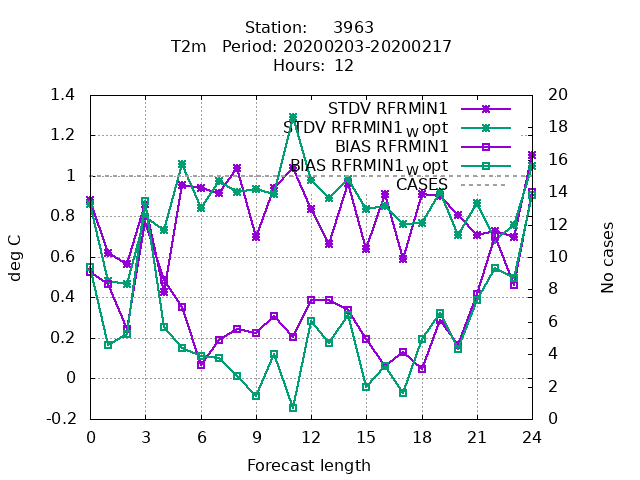 Station: 3963
T2m Period: 20200203-20200217
Hours: 12
STDV RFRMIN1
STDV RFRMIN1w opt
BIAS RFRMIN1
BIAS RFRMIN1w opt
CASES
deg C
1.4
1.2
1
0.8
0.6
0.4
0.2
0
-0.2
No cases
20
18
16
14
12
10
8
6
4
2
0
0 3 6 9 12 15 18 21 24
Forecast length